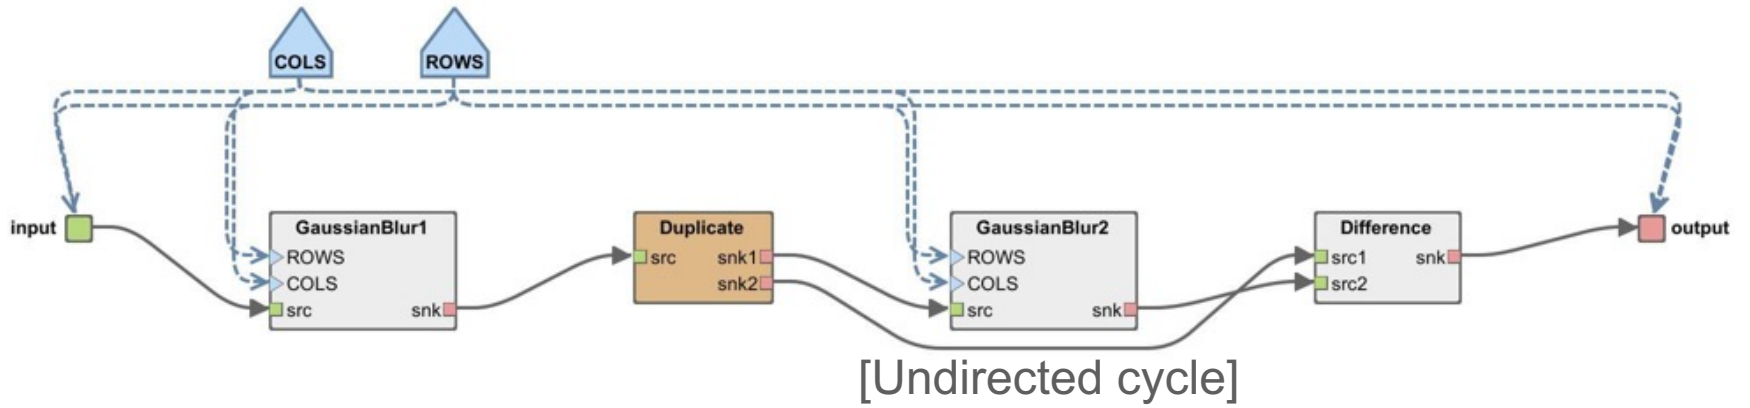 COLS
ROWS
input
GaussianBlur1
ROWS
COLS
src
snk
Duplicate
src
snk1
snk2
GaussianBlur2
ROWS
COLS
src
snk
Difference
src1
snk
src2
output
[Undirected cycle]